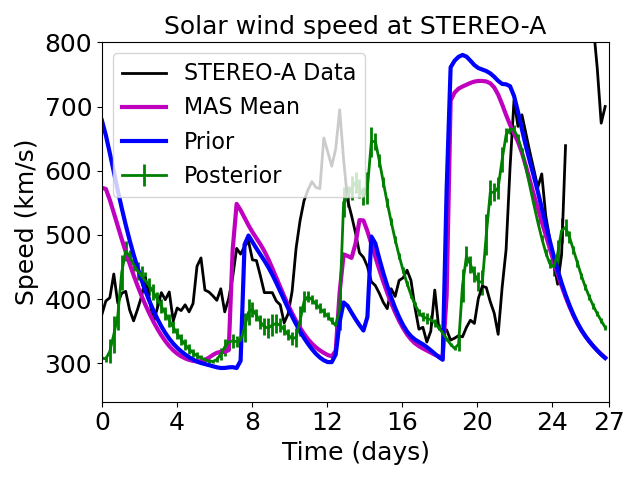 Solar wind speed at STEREO-A
800
700
600
500
400
300
Speed (km/s)
STEREO-A Data
MAS Mean
Prior
Posterior
0 4 8 12 16 20 24 27
Time (days)